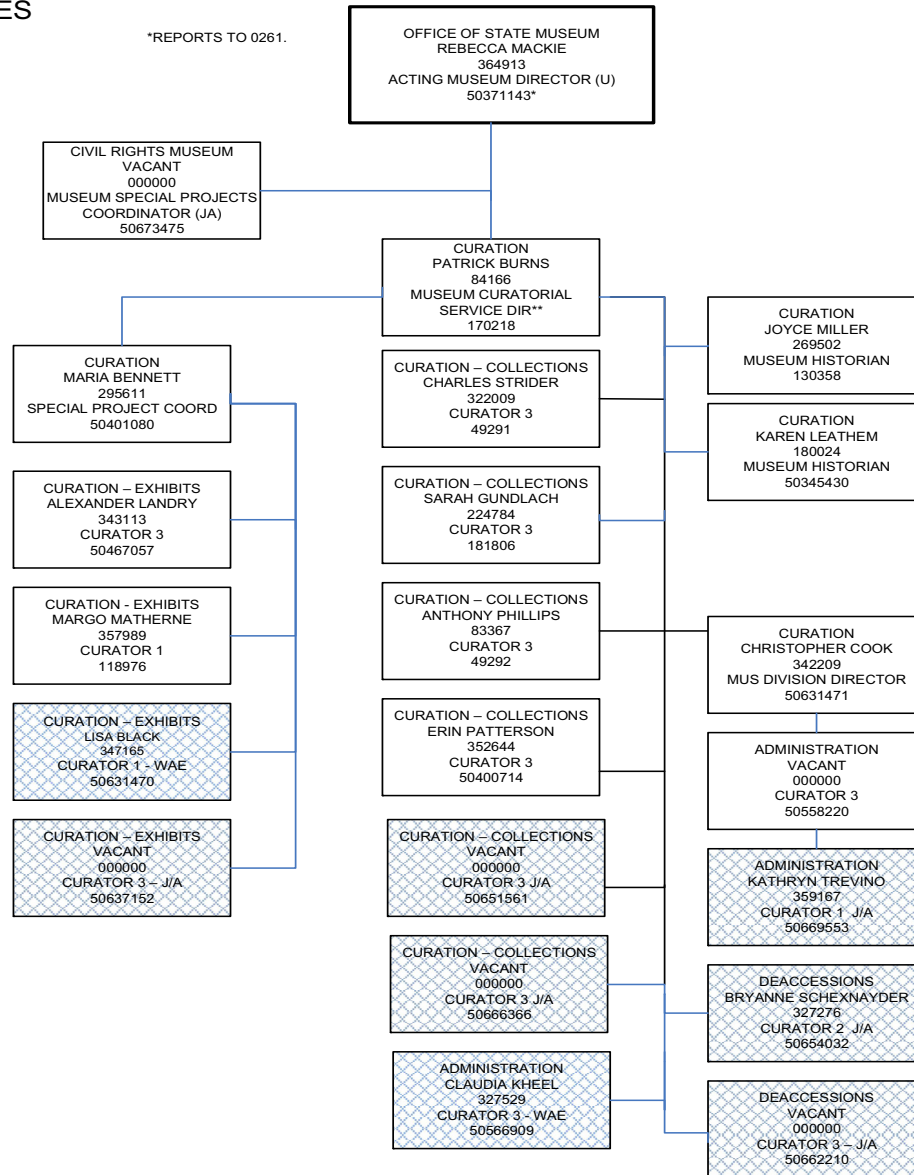 ES
*REPORTS TO 0261.
OFFICE OF STATE MUSEUM
REBECCA MACKIE
364913
ACTING MUSEUM DIRECTOR (U)
50371143*
CIVIL RIGHTS MUSEUM
VACANT
000000
MUSEUM SPECIAL PROJECTS
COORDINATOR (JA)
50673475
CURATION
PATRICK BURNS
84166
MUSEUM CURATORIAL
SERVICE DIR**
170218
CURATION
MARIA BENNETT
295611
SPECIAL PROJECT COORD
50401080
CURATION – EXHIBITS
ALEXANDER LANDRY
343113
CURATOR 3
50467057
CURATION - EXHIBITS
MARGO MATHERNE
357989
CURATOR 1
118976
CURATION – EXHIBITS
LISA BLACK
347165
CURATOR 1 - WAE
50631470
CURATION – EXHIBITS
VACANT
000000
CURATOR 3 – J/A
50637152
CURATION – COLLECTIONS
CHARLES STRIDER
322009
CURATOR 3
49291
CURATION – COLLECTIONS
SARAH GUNDLACH
224784
CURATOR 3
181806
CURATION – COLLECTIONS
ANTHONY PHILLIPS
83367
CURATOR 3
49292
CURATION – COLLECTIONS
ERIN PATTERSON
352644
CURATOR 3
50400714
CURATION – COLLECTIONS
VACANT
000000
CURATOR 3 J/A
50651561
CURATION – COLLECTIONS
VACANT
000000
CURATOR 3 J/A
50666366
ADMINISTRATION
CLAUDIA KHEEL
327529
CURATOR 3 - WAE
50566909
CURATION
JOYCE MILLER
269502
MUSEUM HISTORIAN
130358
CURATION
KAREN LEATHEM
180024
MUSEUM HISTORIAN
50345430
CURATION
CHRISTOPHER COOK
342209
MUS DIVISION DIRECTOR
50631471
ADMINISTRATION
VACANT
000000
CURATOR 3
50558220
ADMINISTRATION
KATHRYN TREVINO
359167
CURATOR 1 J/A
50669553
DEACCESSIONS
BRYANNE SCHEXNAYDER
327276
CURATOR 2 J/A
50654032
DEACCESSIONS
VACANT
000000
CURATOR 3 – J/A
50662210